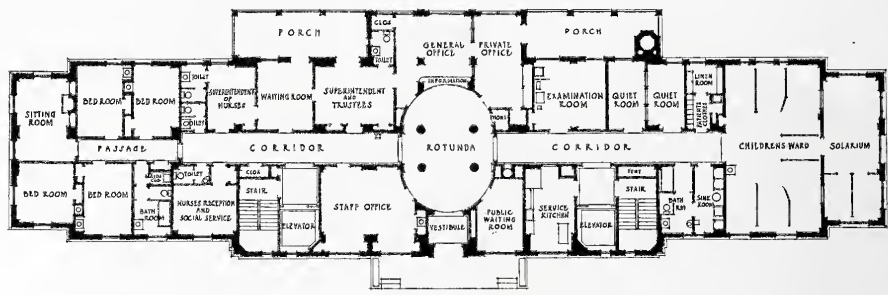 PORCH
CLOS
TOILET
GENERAL
OFFICE
PRIVATE
OFFICE
PORCH
INFORMATION
SITTING
ROOM
BED ROOM
BED ROOM
TOILET
TOILET
SUPERINTENDENT
OF
NURSES
WAITING ROOM
SUPERINTENDENT
AND
TRUSTEES
EXAMINATION
ROOM
QUIET
ROOM
QUIET
ROOM
LINEN
ROOM
PATIENTS
CLOTHES
PASSAGE
CORRIDOR
ROTUNDA
CORRIDOR
CHILDRENS WARD
SOLARIUM
BED ROOM
BED ROOM
BATH
ROOM
TOILET
NURSES RECEPTION
AND
SOCIAL SERVICE
CLOS
STAIR
ELEVATOR
STAFF OFFICE
VESTIBULE
PUBLIC
WAITING
ROOM
SERVICE
KITCHEN
ELEVATOR
STAIR
BATH
RM
SINK
ROOM